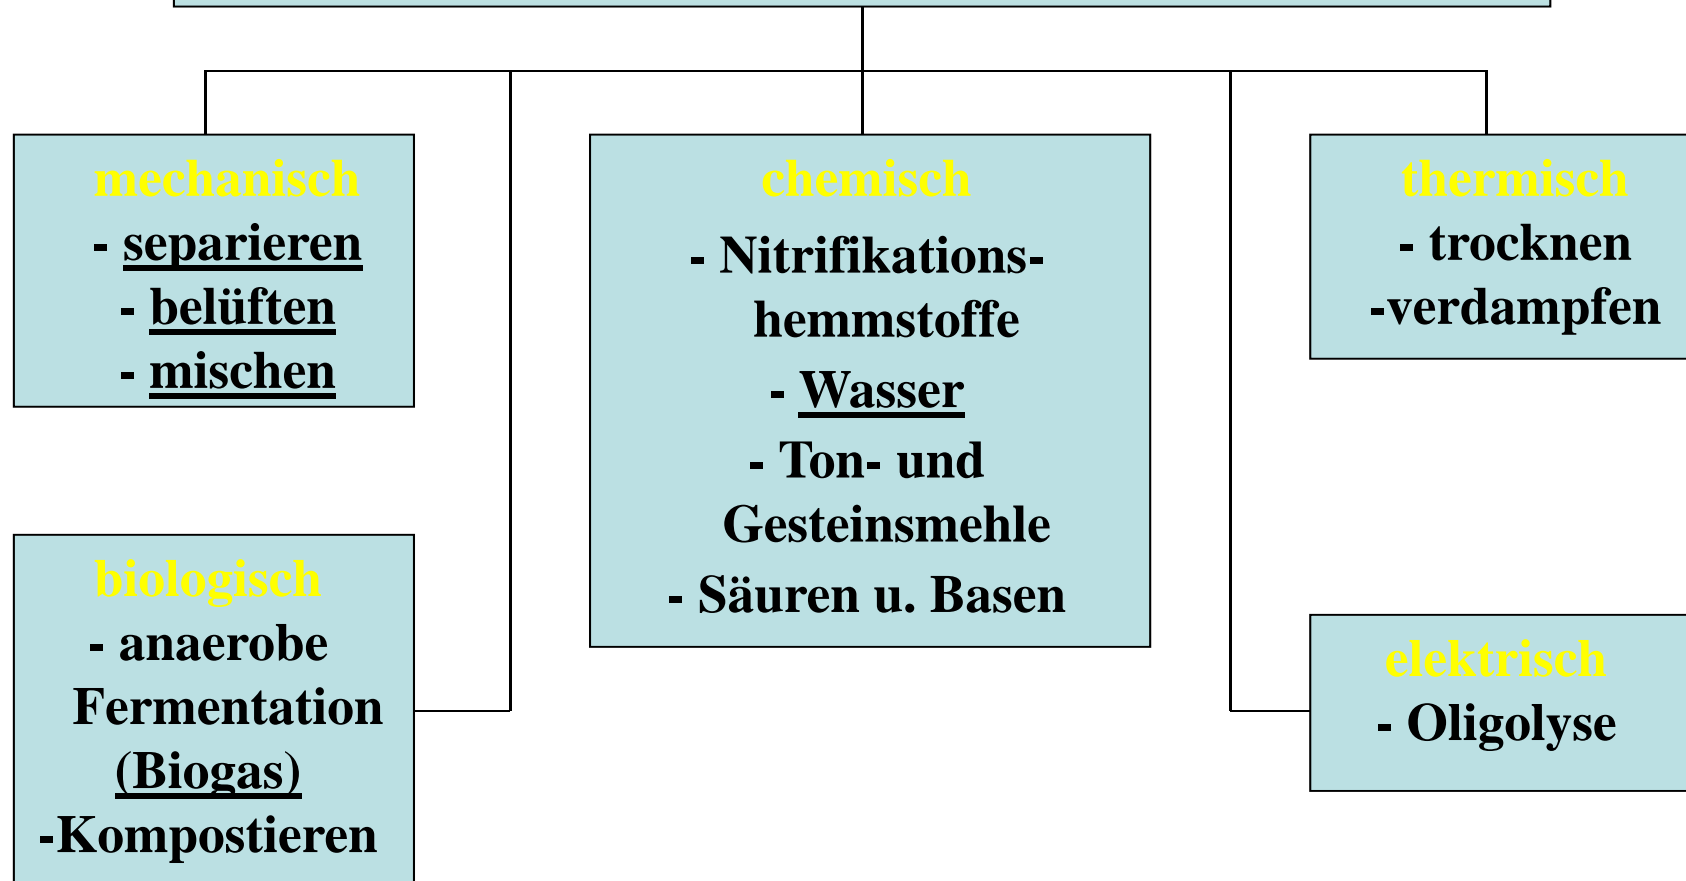 mechanisch
- separieren
- belüften
- mischen
chemisch
- Nitrifikations-
hemmstoffe
- Wasser
- Ton- und
Gesteinsmehle
- Säuren u. Basen
thermisch
- trocknen
-verdampfen
biologisch
- anaerobe
Fermentation
(Biogas)
-Kompostieren
elektrisch
- Oligolyse